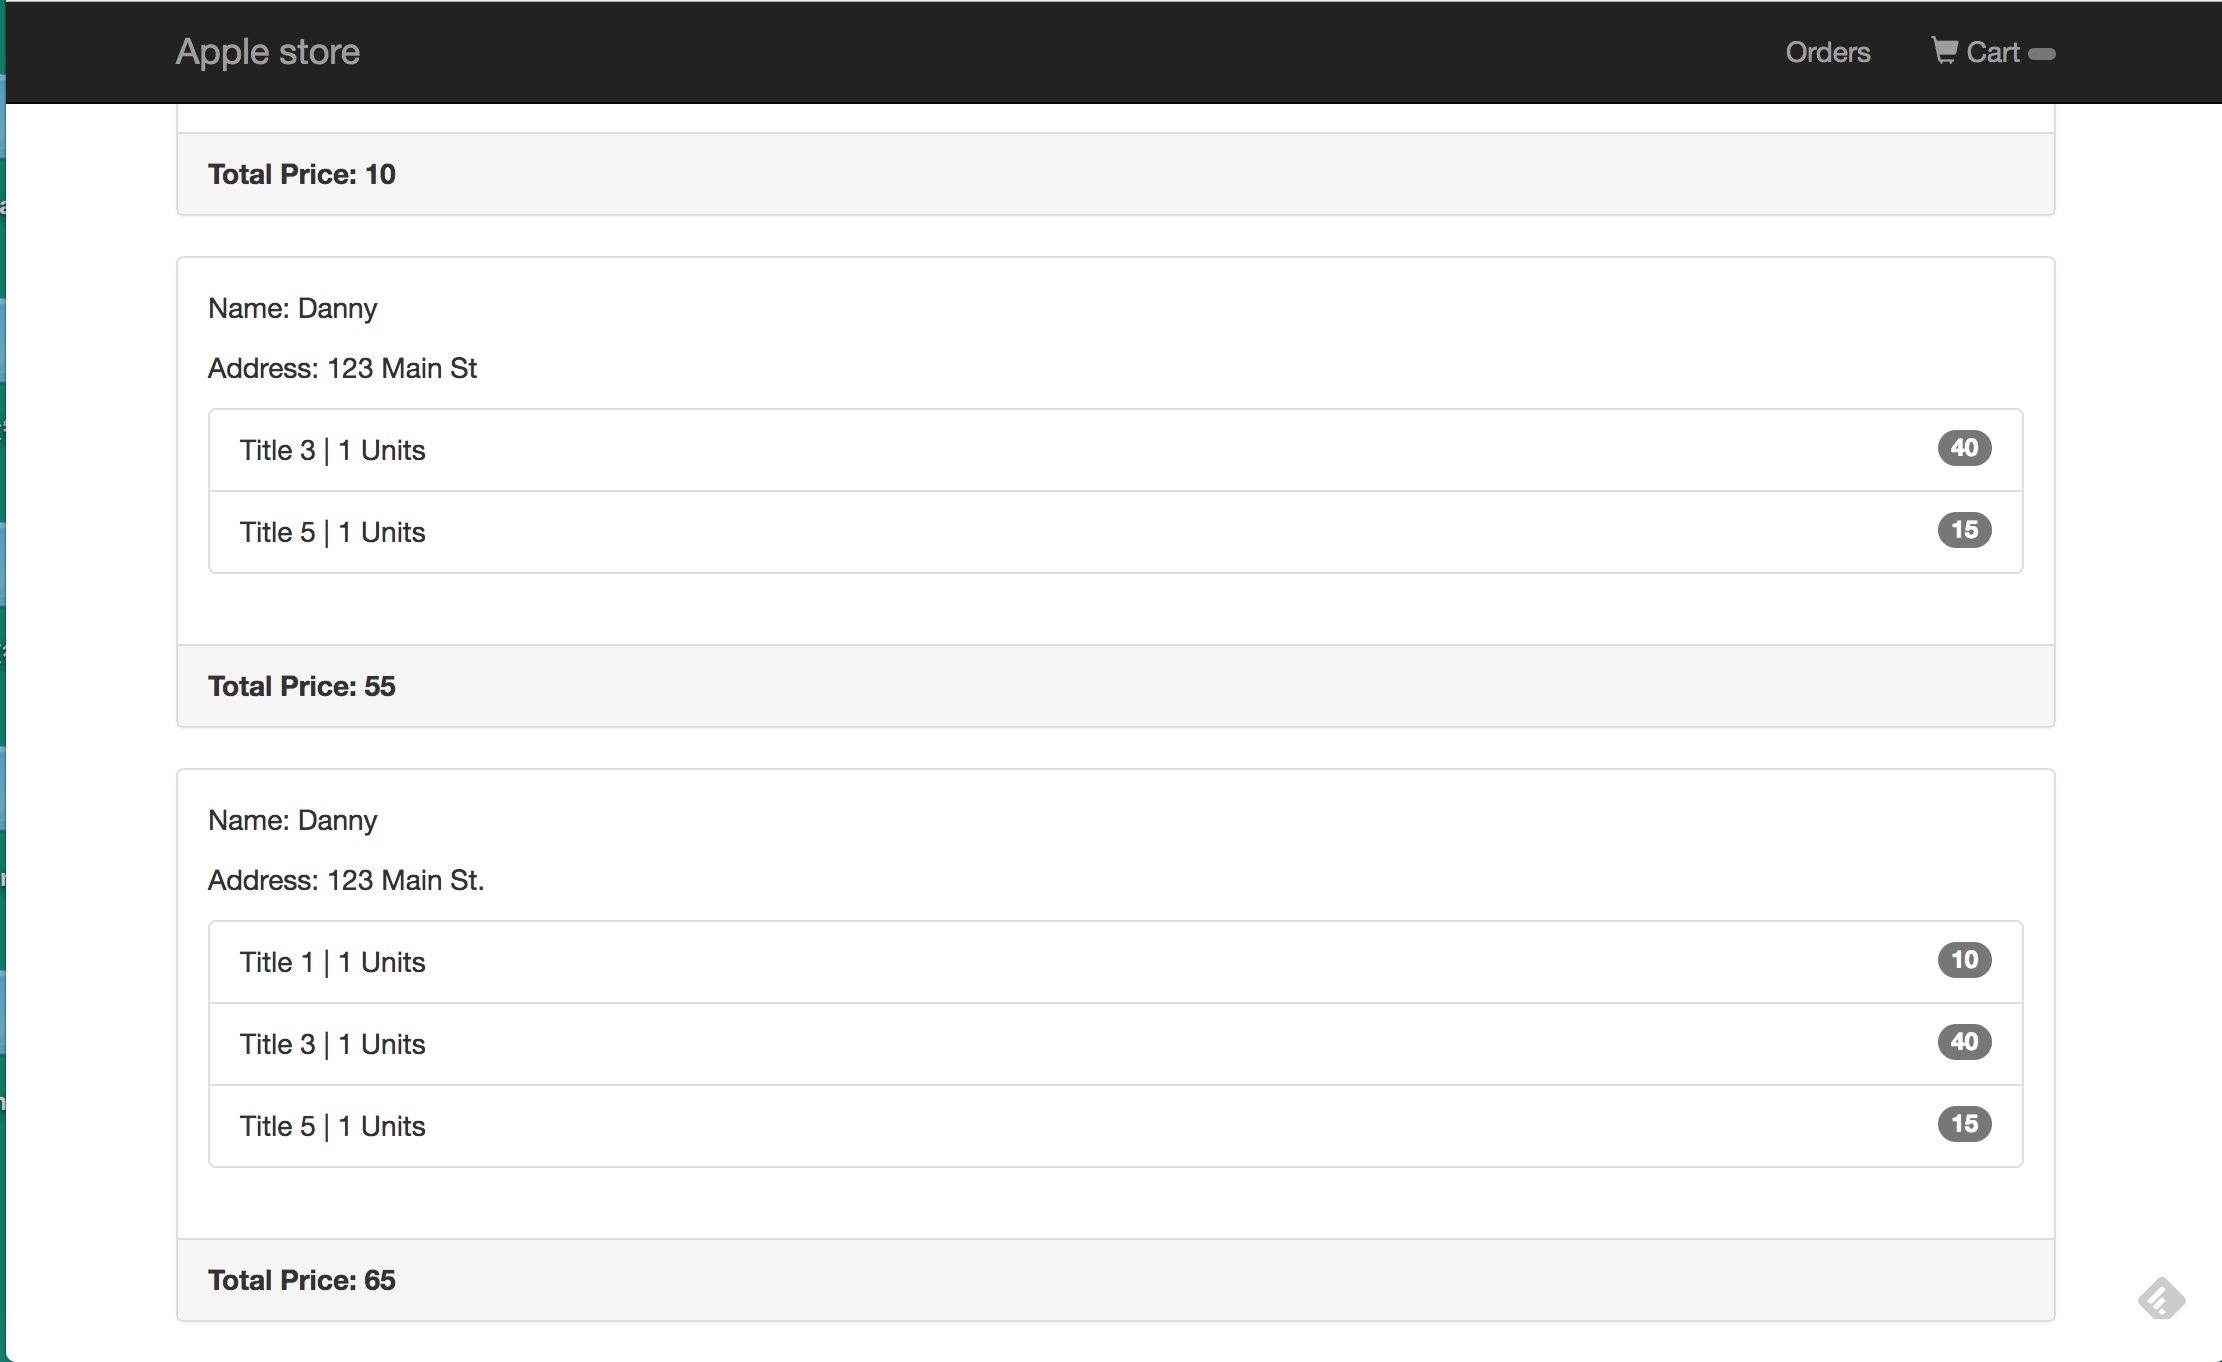 Apple store
Orders
Cart
Total Price: 10
Name: Danny
Address: 123 Main St
Title 3 | 1 Units
40
Title 5 | 1 Units
15
Total Price: 55
Name: Danny
Address: 123 Main St.
Title 1 | 1 Units
10
Title 3 | 1 Units
40
Title 5 | 1 Units
15
Total Price: 65